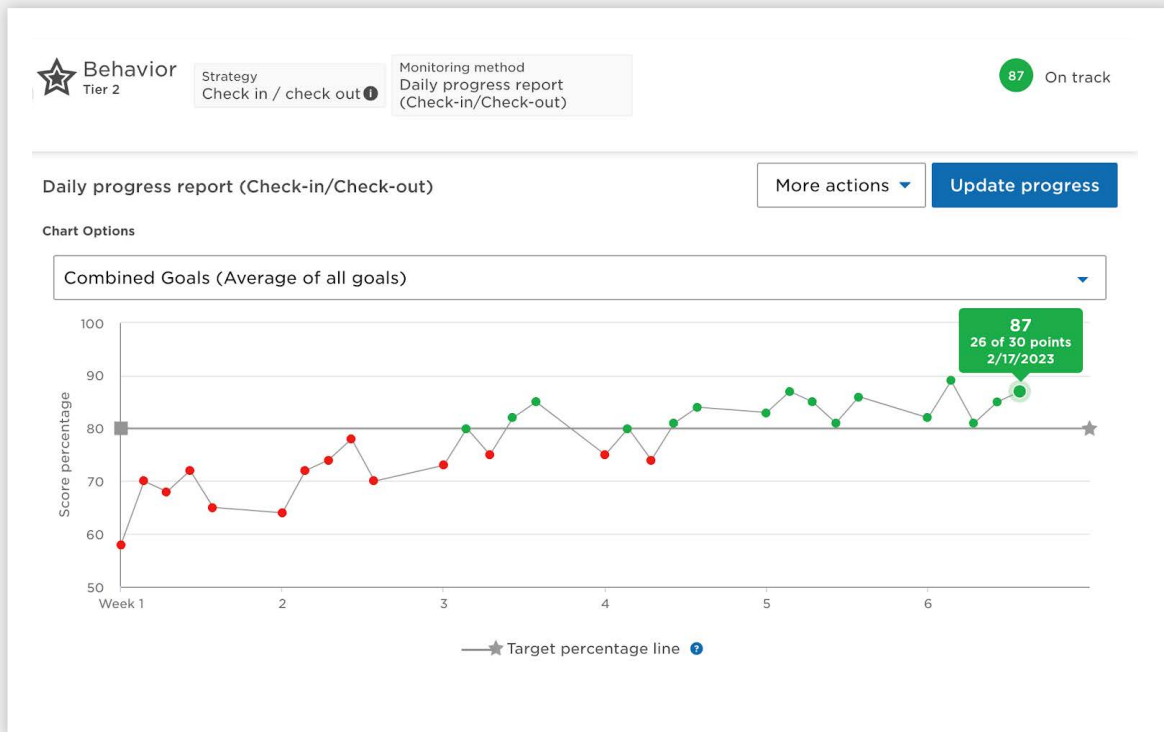 Behavior
Tier 2
Strategy
Check in / check out
Monitoring method
Daily progress report
(Check-in/Check-out)
87
On track
Daily progress report (Check-in/Check-out)
More actions
Update progress
Chart Options
Combined Goals (Average of all goals)
100
90
80
70
60
50
Score percentage
87
26 of 30 points
2/17/2023
Week 1
2
3
4
5
6
Target percentage line ?